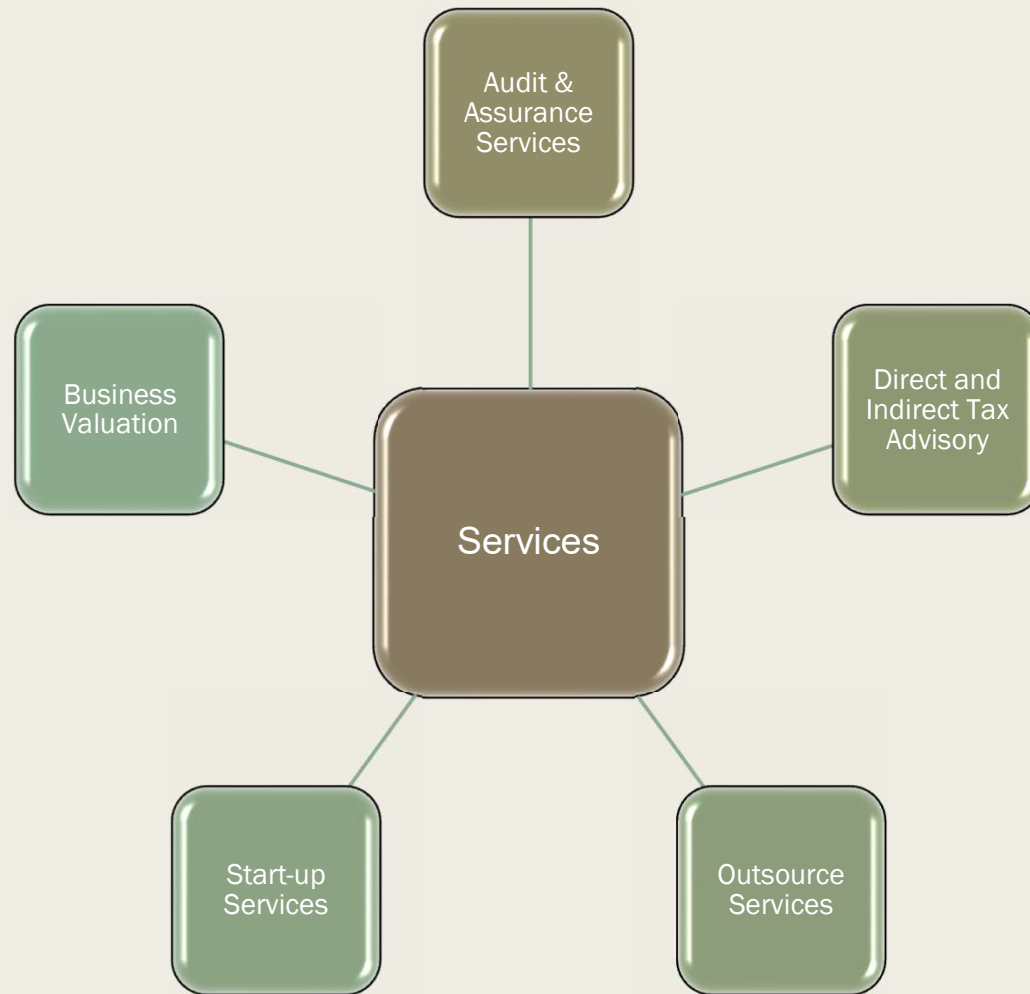 Audit &
Assurance
Services
Business
Valuation
Direct and
Indirect Tax
Advisory
Services
Start-up
Services
Outsource
Services